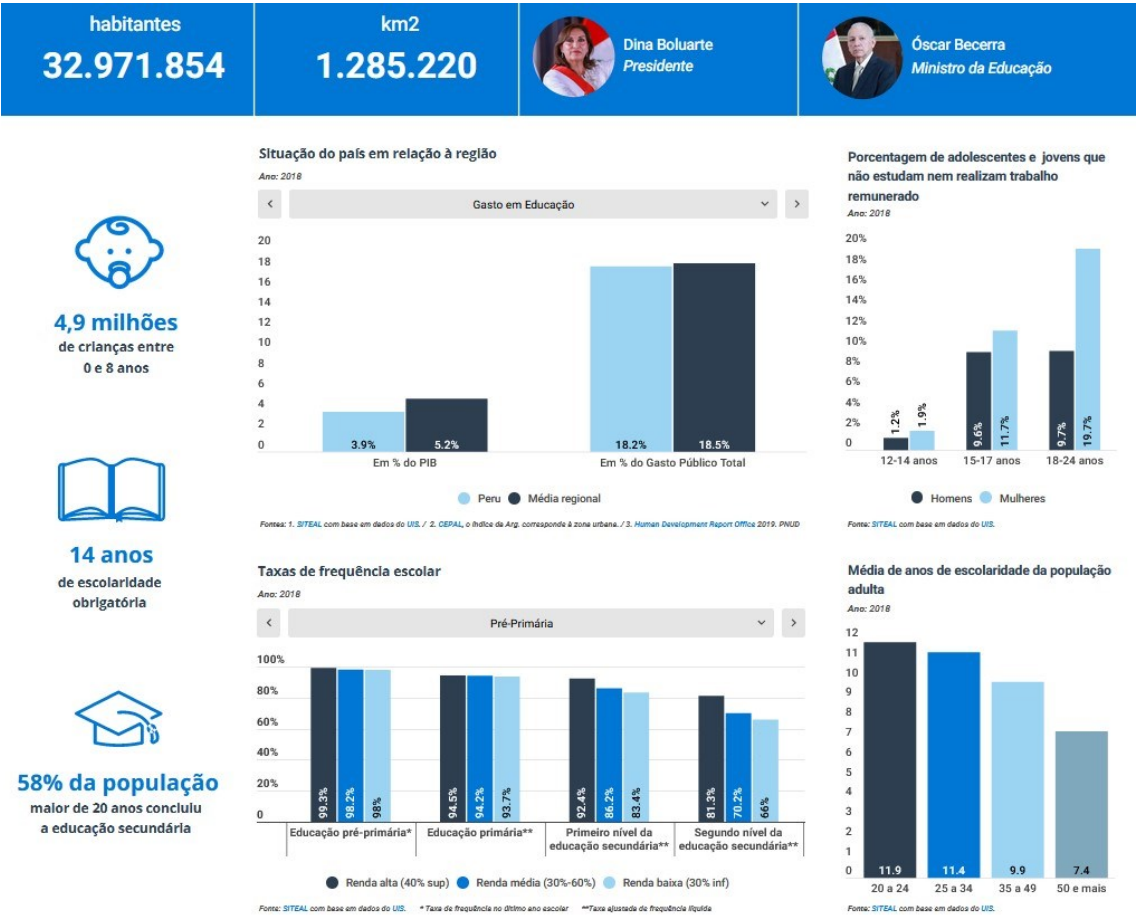 habitantes
32.971.854
km2
1.285.220
Dina Boluarte
Presidente
Óscar Becerra
Ministro da Educação
4,9 milhões
de crianças entre
0 e 8 anos
14 anos
de escolaridade
obrigatória
58% da população
maior de 20 anos concluiu
a educação secundária
Situação do país em relação à região
Ano: 2018
Gasto em Educação
20
18
16
14
12
10
8
6
4
2
0
3.9%
5.2%
18.2%
18.5%
Em % do PIB
Em % do Gasto Público Total
Peru
Média regional
Fontes: 1. SITEAL com base em dados do UIS. / 2. CEPAL, o índice de Arg. corresponde à zona urbana. / 3. Human Development Report Office 2019. PNUD
Porcentagem de adolescentes e jovens que
não estudam nem realizam trabalho
remunerado
Ano: 2018
20%
18%
16%
14%
12%
10%
8%
6%
4%
2%
0
1.2%
1.9%
9.6%
11.7%
9.7%
19.7%
12-14 anos
15-17 anos
18-24 anos
Homens
Mulheres
Fonte: SITEAL com base em dados do UIS.
Taxas de frequência escolar
Ano: 2018
Pré-Primária
100%
80%
60%
40%
20%
0
99.3%
98.2%
98%
94.5%
94.2%
93.7%
92.4%
86.2%
83.4%
81.3%
70.2%
66%
Educação pré-primária*
Educação primária**
Primeiro nível da
educação secundária**
Segundo nível da
educação secundária**
Renda alta (40% sup)
Renda média (30%-60%)
Renda baixa (30% inf)
Fonte: SITEAL com base em dados do UIS.
* Taxa de frequência no último ano escolar
**Taxa ajustada de frequência líquida
Média de anos de escolaridade da população
adulta
Ano: 2018
12
11
10
9
8
7
6
5
4
3
2
1
0
11.9
11.4
9.9
7.4
20 a 24
25 a 34
35 a 49
50 e mais
Fonte: SITEAL com base em dados do UIS.